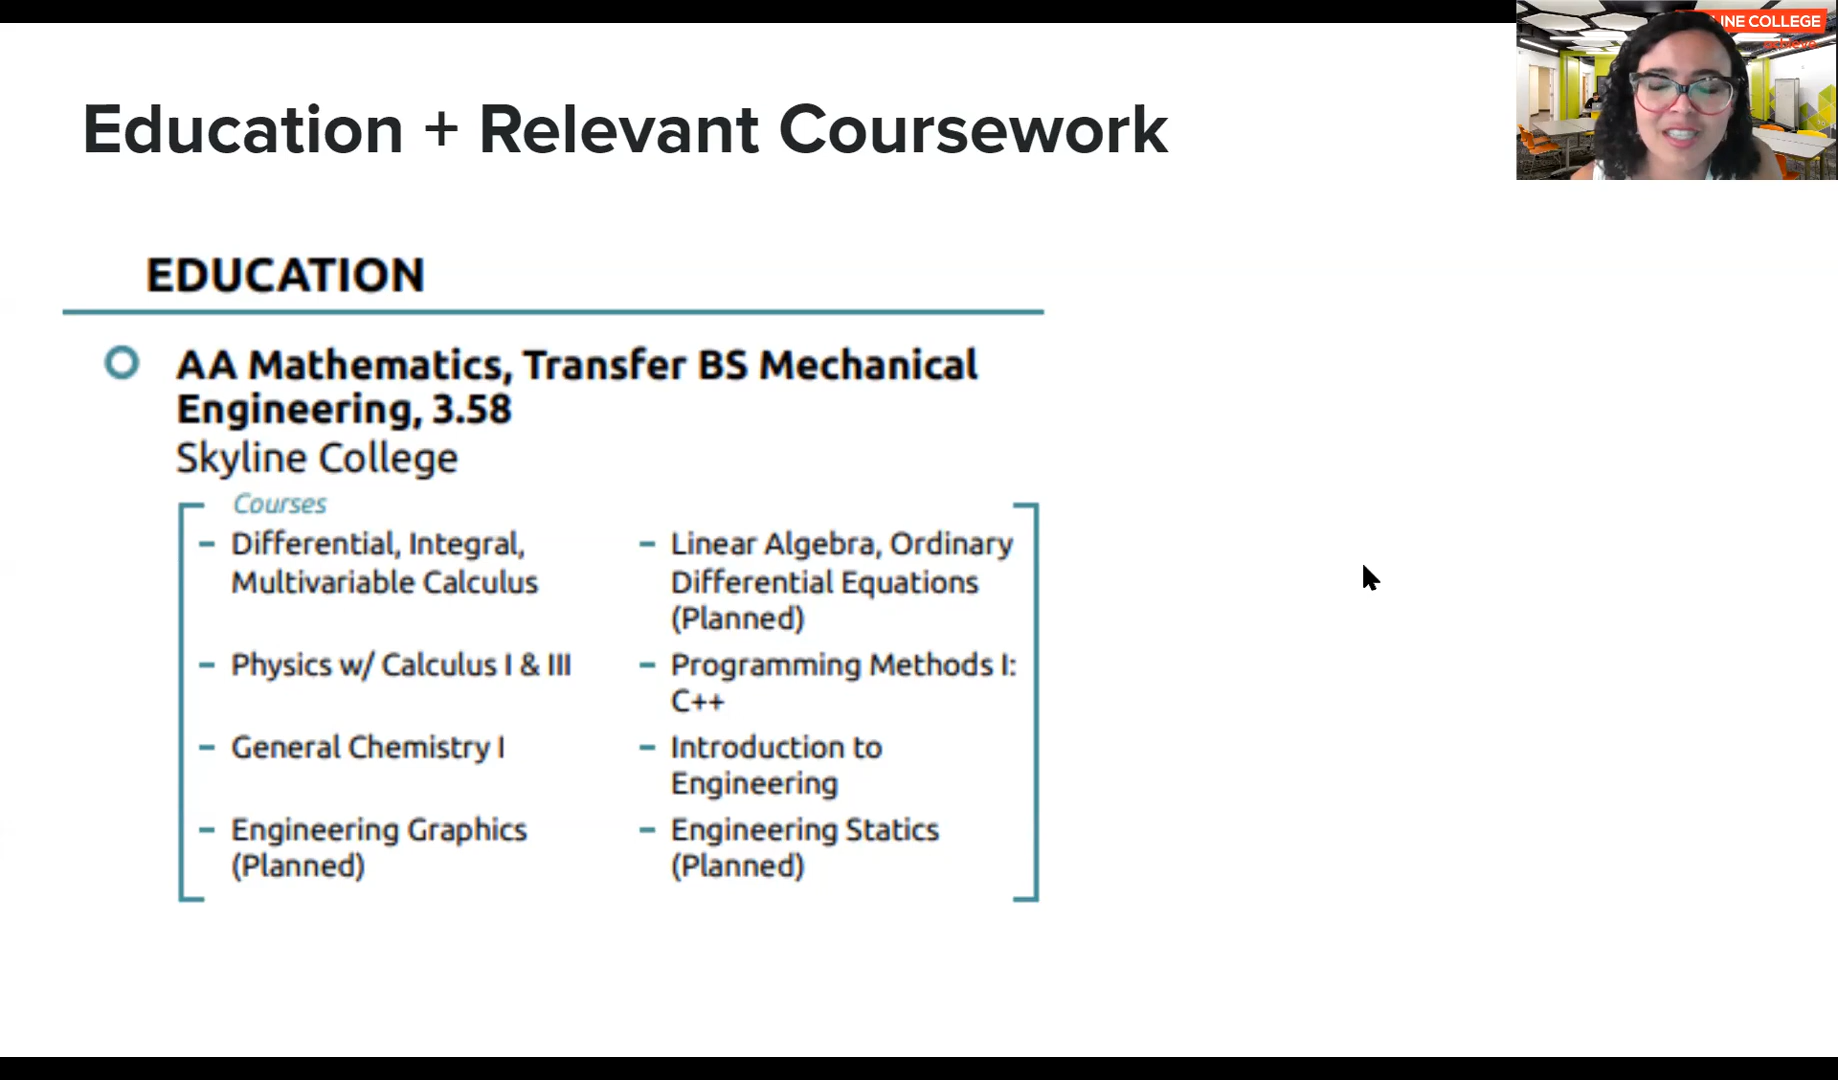 INE COLLEGE
achieve
Education + Relevant Coursework
EDUCATION
AA Mathematics, Transfer BS Mechanical
Engineering, 3.58
Skyline College
Courses
– Differential, Integral,
Multivariable Calculus
– Physics w/ Calculus I & III
– General Chemistry I
– Engineering Graphics
(Planned)
– Linear Algebra, Ordinary
Differential Equations
(Planned)
– Programming Methods I:
C++
– Introduction to
Engineering
– Engineering Statics
(Planned)